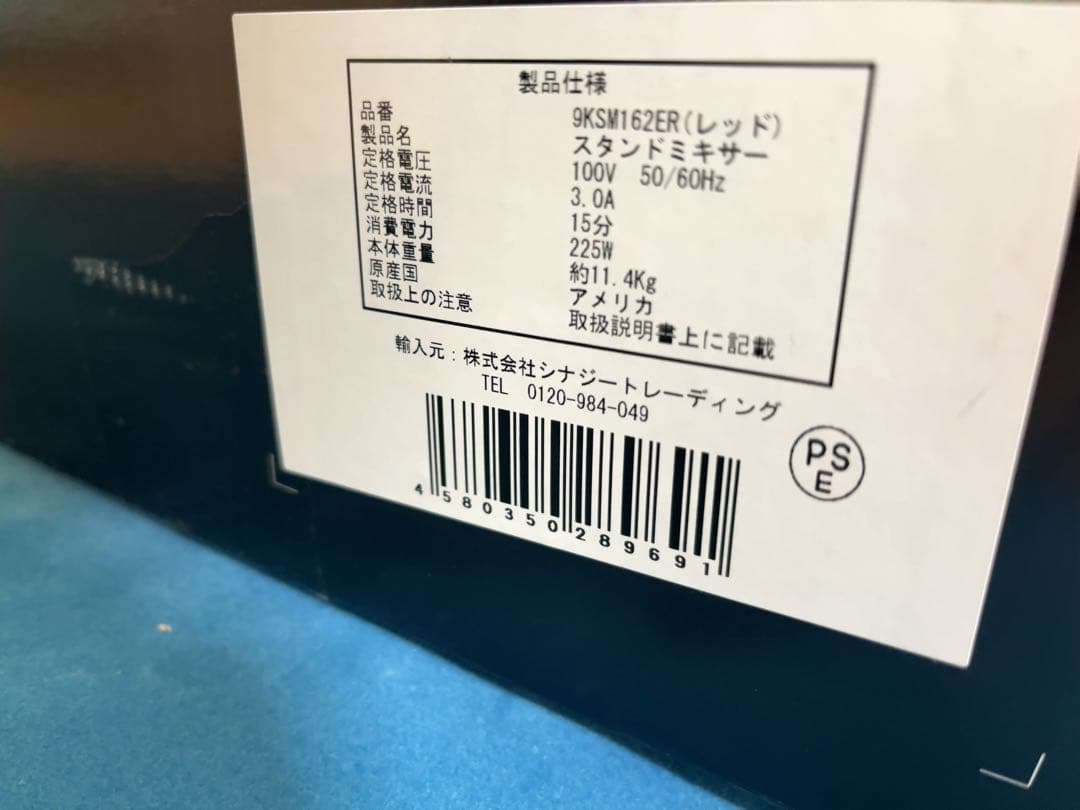 製品仕様
品番 9KSM162ER(レッド)
製品名 スタンドミキサー
定格電圧 100V 50/60Hz
定格電流 3.0A
定格時間 15分
消費電力 225W
本体重量 約11.4Kg
原産国 アメリカ
取扱上の注意 取扱説明書上に記載
輸入元:株式会社シナジートレーディング
TEL 0120-984-049
PS
E
4580350289691